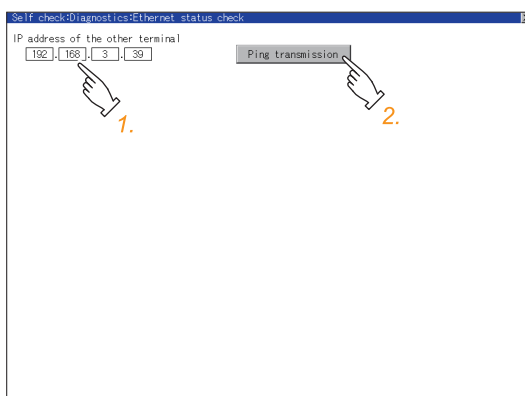 Self check:Diagnostics:Ethernet status check
IP address of the other terminal
192.168.3.39
Ping transmission
1.
2.